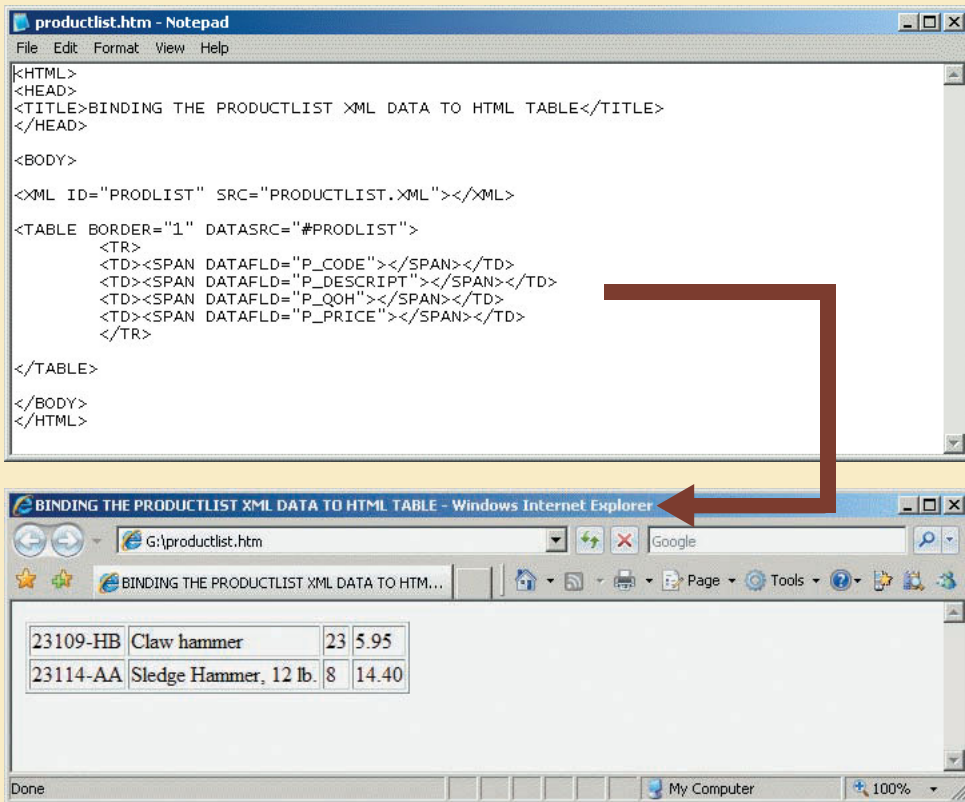 productlist.htm - Notepad
File Edit Format View Help
<HTML>
<HEAD>
<TITLE>BINDING THE PRODUCTLIST XML DATA TO HTML TABLE</TITLE>
</HEAD>
<BODY>
<XML ID="PRODLIST" SRC="PRODUCTLIST.XML"></XML>
<TABLE BORDER="1" DATASRC="#PRODLIST">
<TR>
<TD><SPAN DATAFLD="P_CODE"></SPAN></TD>
<TD><SPAN DATAFLD="P_DESCRIPT"></SPAN></TD>
<TD><SPAN DATAFLD="P_QOH"></SPAN></TD>
<TD><SPAN DATAFLD="P_PRICE"></SPAN></TD>
</TR>
</TABLE>
</BODY>
</HTML>
BINDING THE PRODUCTLIST XML DATA TO HTML TABLE - Windows Internet Explorer
G:\productlist.htm Google
BINDING THE PRODUCTLIST XML DATA TO HTM... Page Tools
23109-HB Claw hammer 23 5.95
23114-AA Sledge Hammer, 12 lb. 8 14.40
Done My Computer 100%